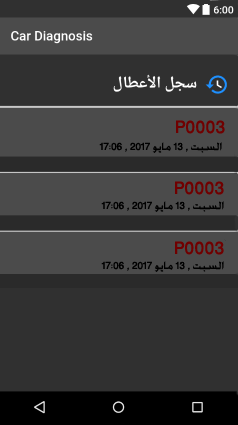 6:00
Car Diagnosis
سجل الأعطال
P0003
السبت , 13 مايو 2017 , 17:06
P0003
السبت , 13 مايو 2017 , 17:06
P0003
السبت , 13 مايو 2017 , 17:06